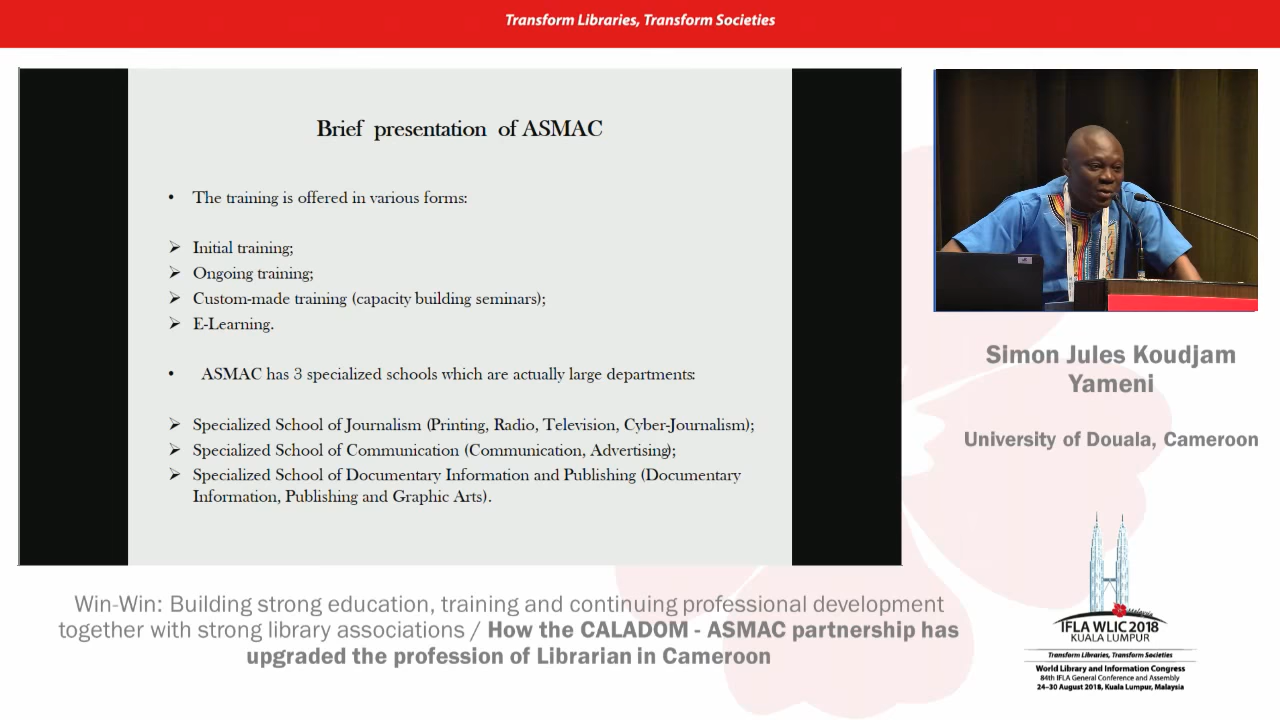 Transform Libraries, Transform Societies
Brief presentation of ASMAC
• The training is offered in various forms:
➢ Initial training;
➢ Ongoing training;
➢ Custom-made training (capacity building seminars);
➢ E-Learning.
• ASMAC has 3 specialized schools which are actually large departments:
➢ Specialized School of Journalism (Printing, Radio, Television, Cyber-Journalism);
➢ Specialized School of Communication (Communication, Advertising);
➢ Specialized School of Documentary Information and Publishing (Documentary
Information, Publishing and Graphic Arts).
Simon Jules Koudjam
Yameni
University of Douala, Cameroon
Win-Win: Building strong education, training and continuing professional development
together with strong library associations / How the CALADOM - ASMAC partnership has
upgraded the profession of Librarian in Cameroon
Malaysia
IFLA WLIC 2018
KUALA LUMPUR
Transform Libraries, Transform Societies
World Library and Information Congress
84th IFLA General Conference and Assembly
24–30 August 2018, Kuala Lumpur, Malaysia